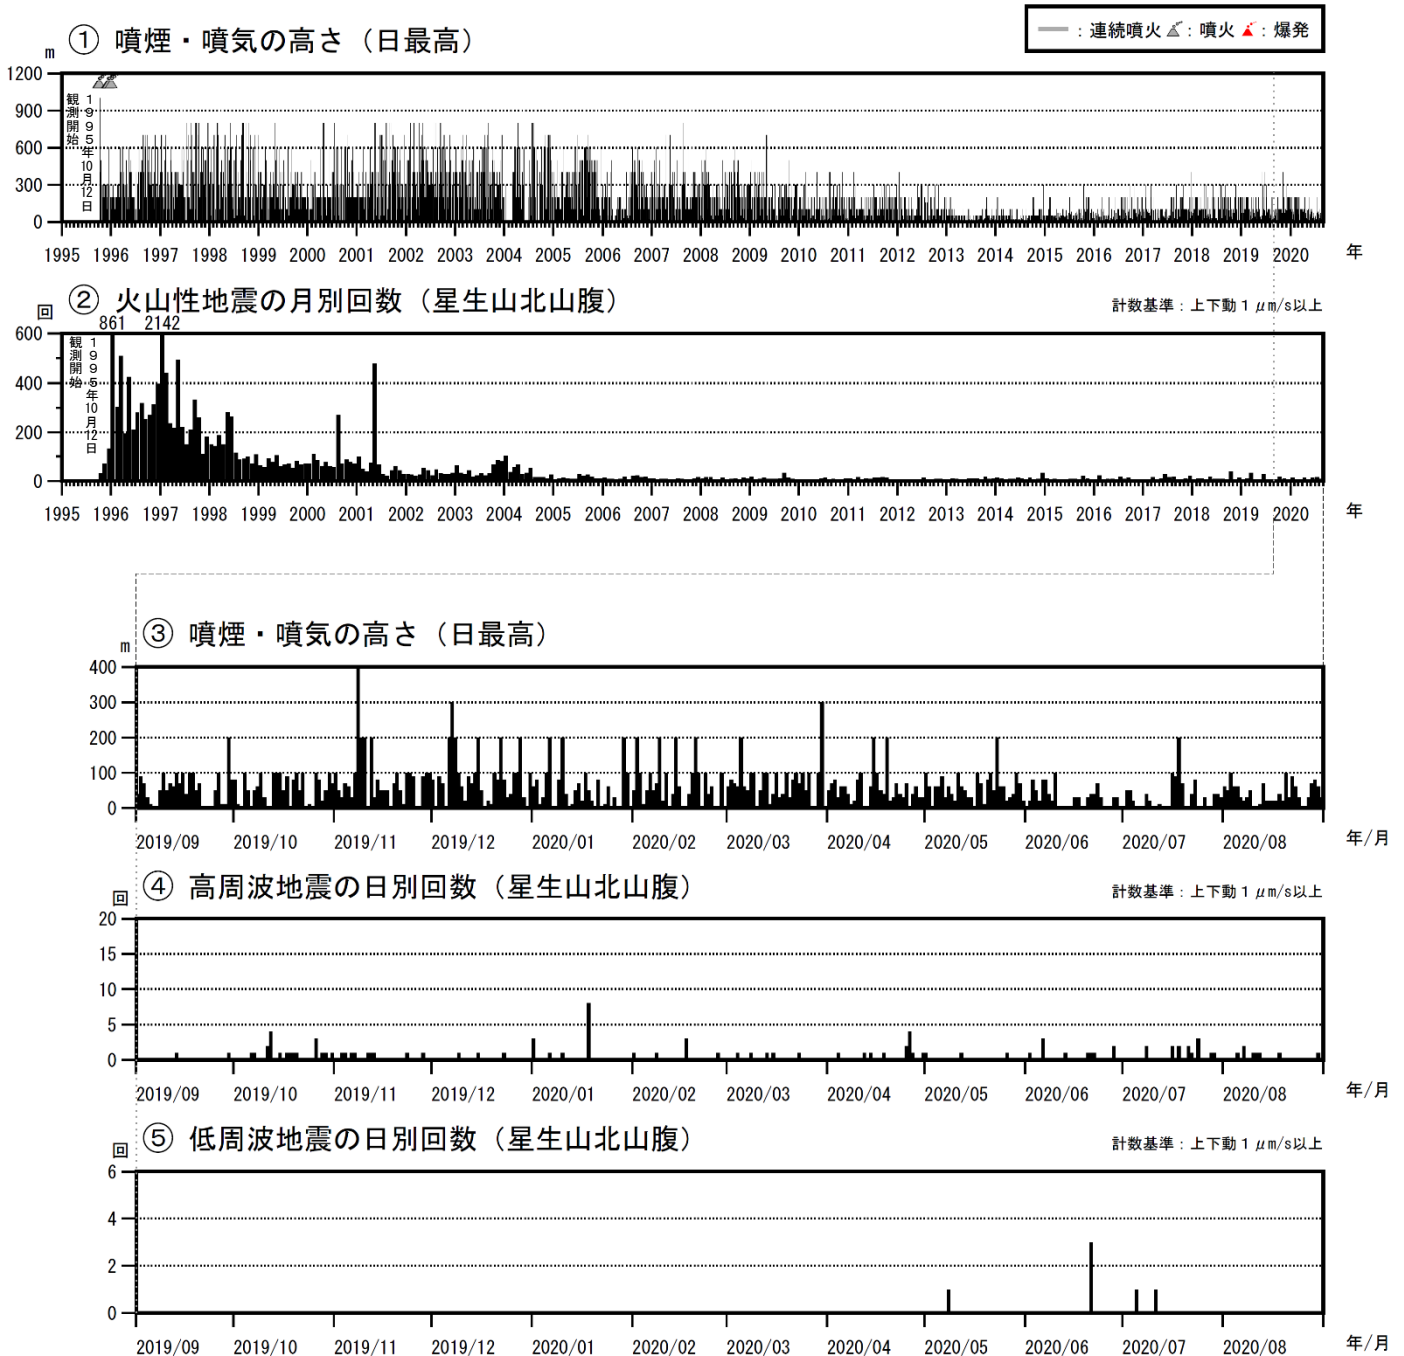 ：連続噴火 ：噴火 ：爆発
① 噴煙・噴気の高さ（日最高）
m
1200
900
600
300
0
1995年10月12日
観測開始
1995 1996 1997 1998 1999 2000 2001 2002 2003 2004 2005 2006 2007 2008 2009 2010 2011 2012 2013 2014 2015 2016 2017 2018 2019 2020 年
② 火山性地震の月別回数（星生山北山腹）
計数基準：上下動１μm/s以上
回
861 2142
600
400
200
0
1995年10月12日
観測開始
1995 1996 1997 1998 1999 2000 2001 2002 2003 2004 2005 2006 2007 2008 2009 2010 2011 2012 2013 2014 2015 2016 2017 2018 2019 2020 年
③ 噴煙・噴気の高さ（日最高）
m
400
300
200
100
0
2019/09 2019/10 2019/11 2019/12 2020/01 2020/02 2020/03 2020/04 2020/05 2020/06 2020/07 2020/08 年/月
④ 高周波地震の日別回数（星生山北山腹）
計数基準：上下動１μm/s以上
回
20
15
10
5
0
2019/09 2019/10 2019/11 2019/12 2020/01 2020/02 2020/03 2020/04 2020/05 2020/06 2020/07 2020/08 年/月
⑤ 低周波地震の日別回数（星生山北山腹）
計数基準：上下動１μm/s以上
回
6
4
2
0
2019/09 2019/10 2019/11 2019/12 2020/01 2020/02 2020/03 2020/04 2020/05 2020/06 2020/07 2020/08 年/月